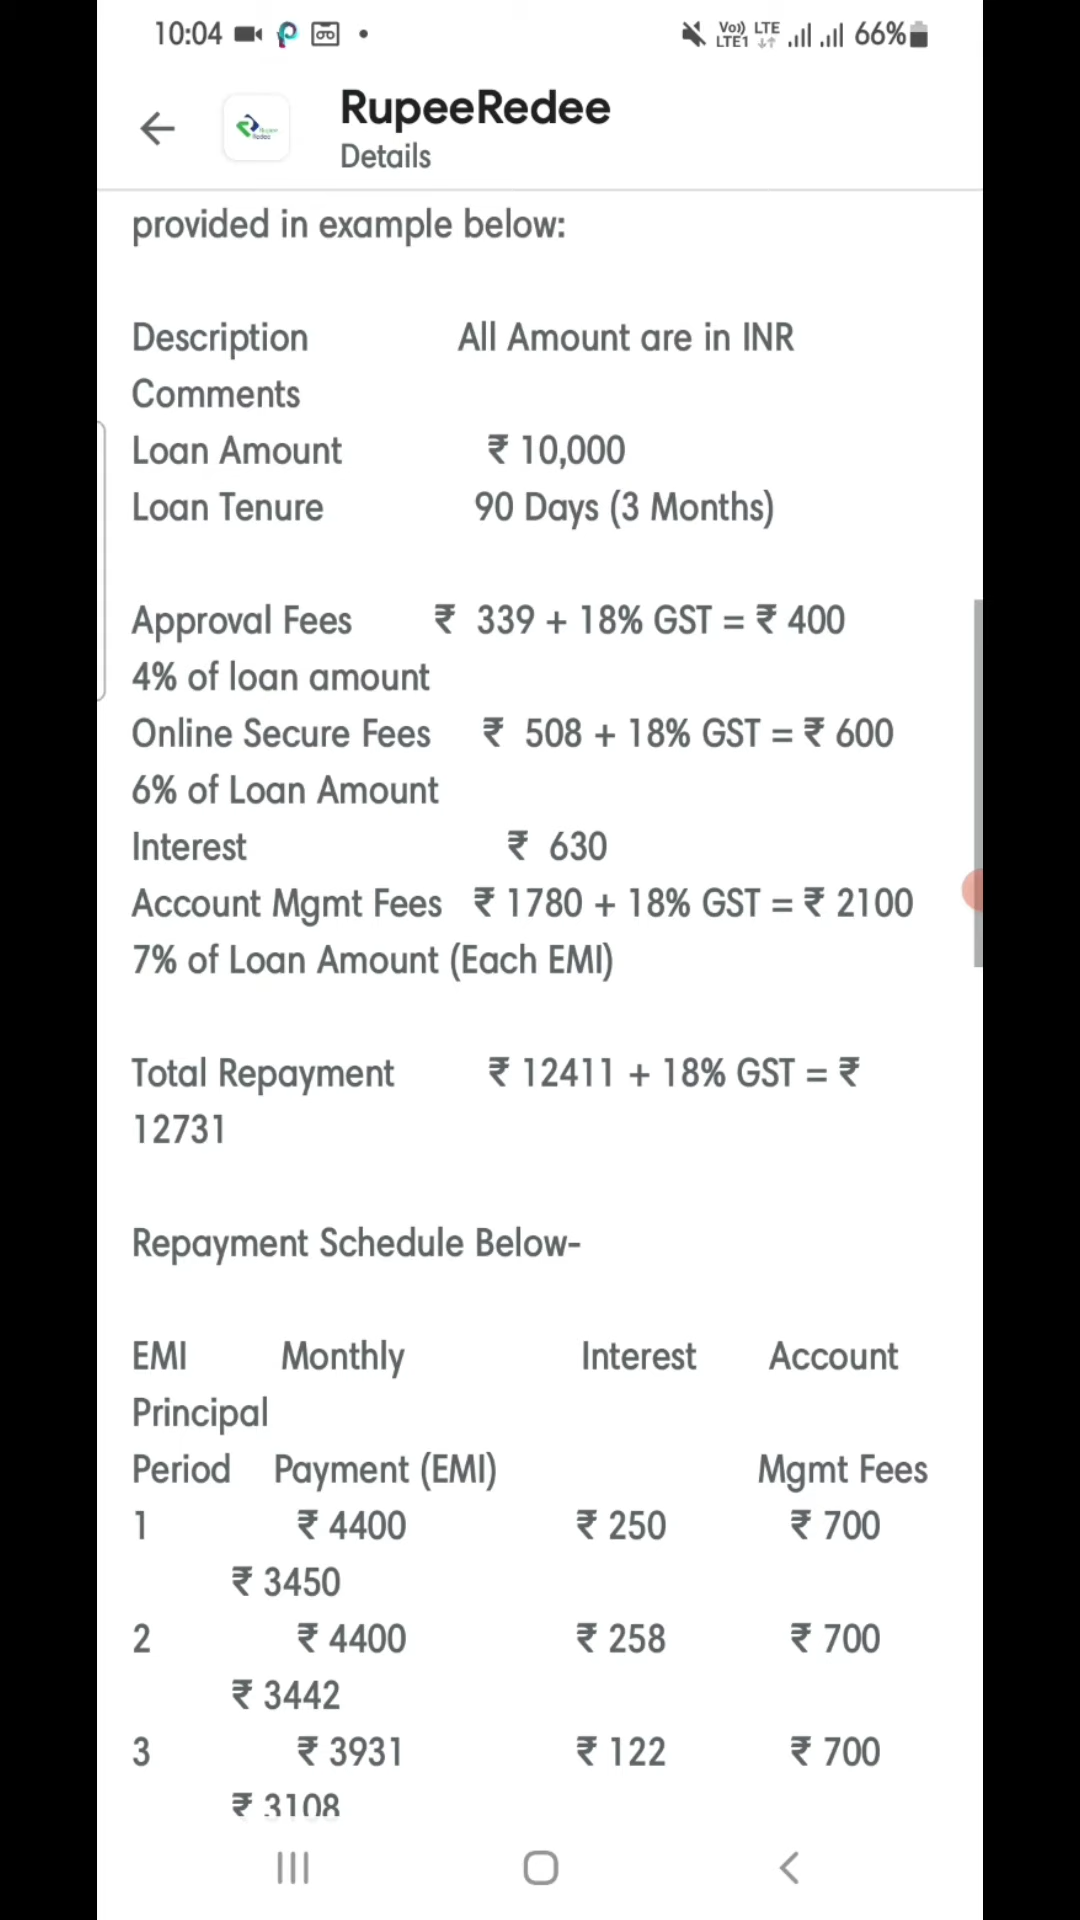 10:04 66%
Vo)) LTE
LTE1
RupeeRedee
Details
provided in example below:
Description All Amount are in INR
Comments
Loan Amount ₹ 10,000
Loan Tenure 90 Days (3 Months)
Approval Fees ₹ 339 + 18% GST = ₹ 400
4% of loan amount
Online Secure Fees ₹ 508 + 18% GST = ₹ 600
6% of Loan Amount
Interest ₹ 630
Account Mgmt Fees ₹ 1780 + 18% GST = ₹ 2100
7% of Loan Amount (Each EMI)
Total Repayment ₹ 12411 + 18% GST = ₹
12731
Repayment Schedule Below-
EMI Monthly Interest Account
Principal
Period Payment (EMI) Mgmt Fees
1 ₹ 4400 ₹ 250 ₹ 700
₹ 3450
2 ₹ 4400 ₹ 258 ₹ 700
₹ 3442
3 ₹ 3931 ₹ 122 ₹ 700
₹ 3108